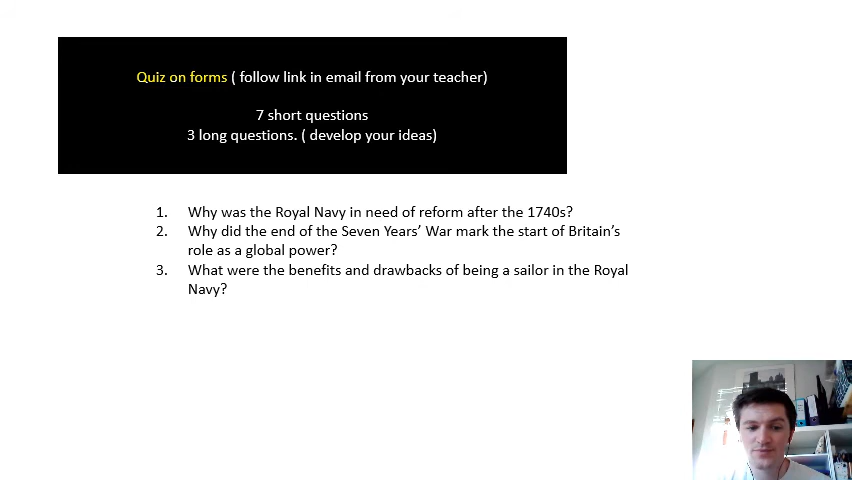 Quiz on forms ( follow link in email from your teacher)
7 short questions
3 long questions. ( develop your ideas)
1. Why was the Royal Navy in need of reform after the 1740s?
2. Why did the end of the Seven Years’ War mark the start of Britain’s
role as a global power?
3. What were the benefits and drawbacks of being a sailor in the Royal
Navy?